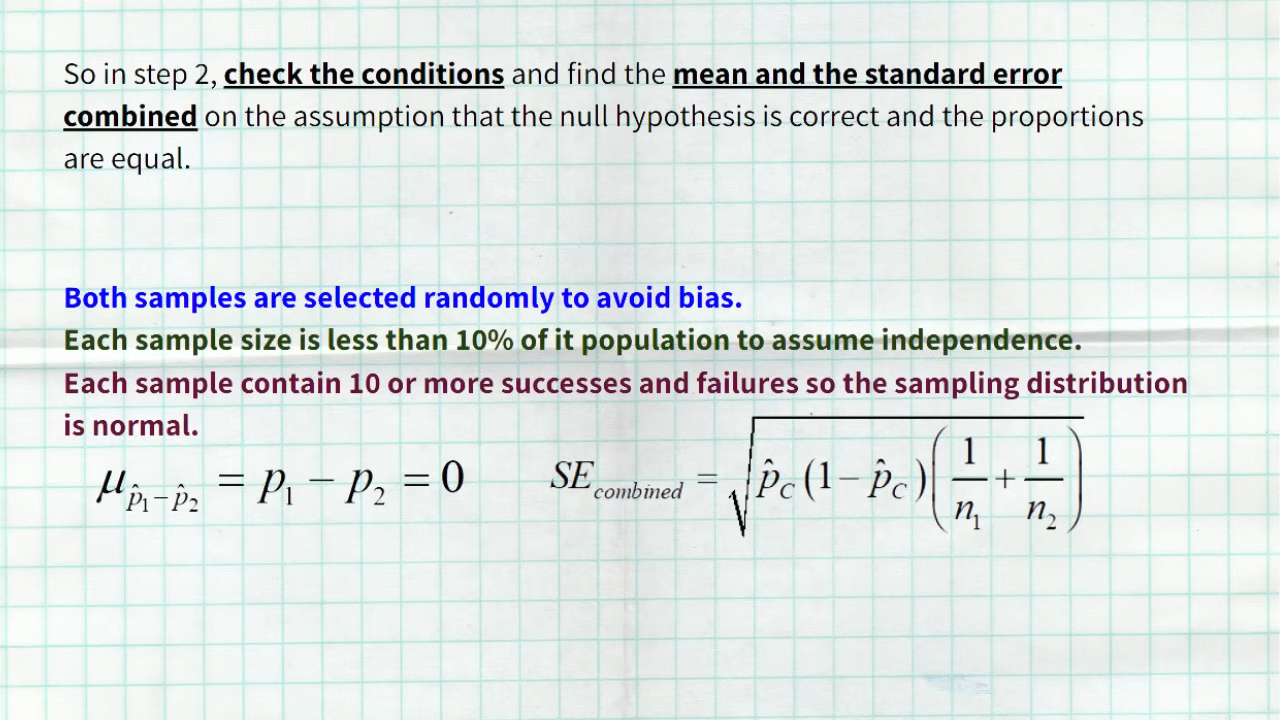 So in step 2, check the conditions and find the mean and the standard error
combined on the assumption that the null hypothesis is correct and the proportions
are equal.
Both samples are selected randomly to avoid bias.
Each sample size is less than 10% of it population to assume independence.
Each sample contain 10 or more successes and failures so the sampling distribution
is normal.
μ_{p̂₁−p̂₂} = p₁ − p₂ = 0
SE_{combined} = √(p̂_C(1 − p̂_C)(1/n₁ + 1/n₂))